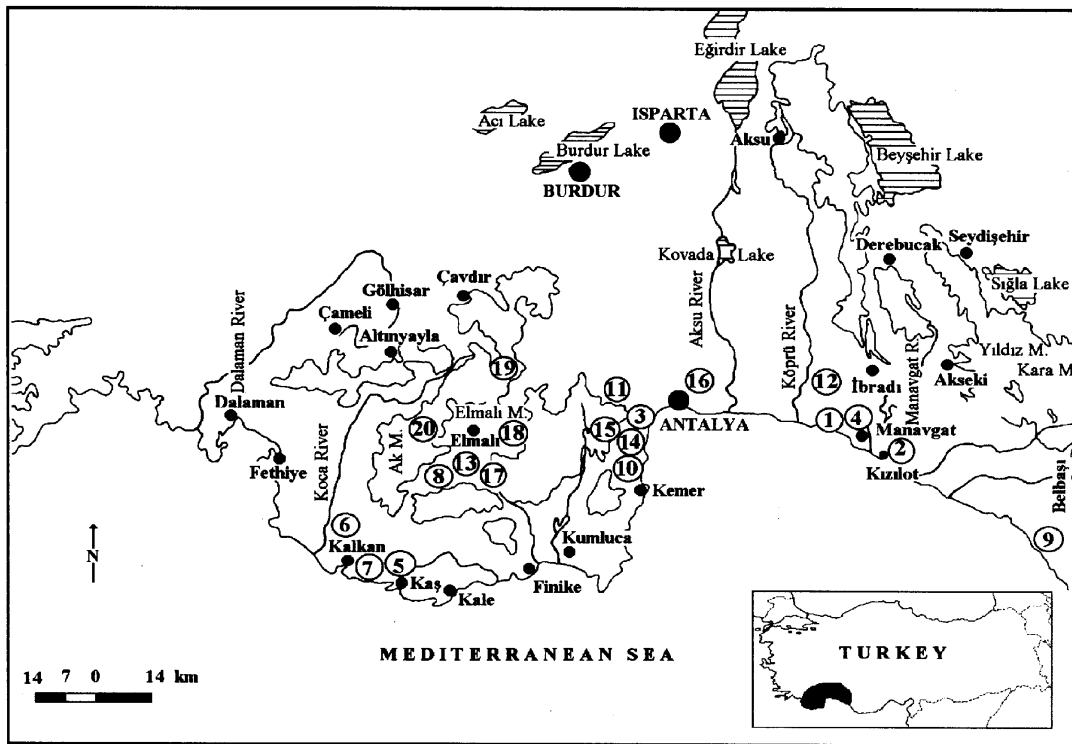 Eğirdir Lake
ISPARTA
Acı Lake
Aksu
Burdur Lake
Beyşehir Lake
BURDUR
Derebucak
Seydişehir
Kovada Lake
Sığla Lake
Çavdır
Gölhisar
Çameli
Altınyayla
Dalaman River
Aksu River
Köprü River
Manavgat R.
Yıldız M.
Kara M
İbradı
Akseki
19
11
16
12
Dalaman
Elmalı M.
20
Elmalı
18
15
3
ANTALYA
1
4
Manavgat
14
2
Kızılot
Ak M.
Koca River
Fethiye
8
13
17
10
Kemer
Belbaşı
6
Kalkan
7
5
Kaş
Kale
Finike
Kumluca
9
N
MEDITERRANEAN SEA
TURKEY
14 7 0 14 km